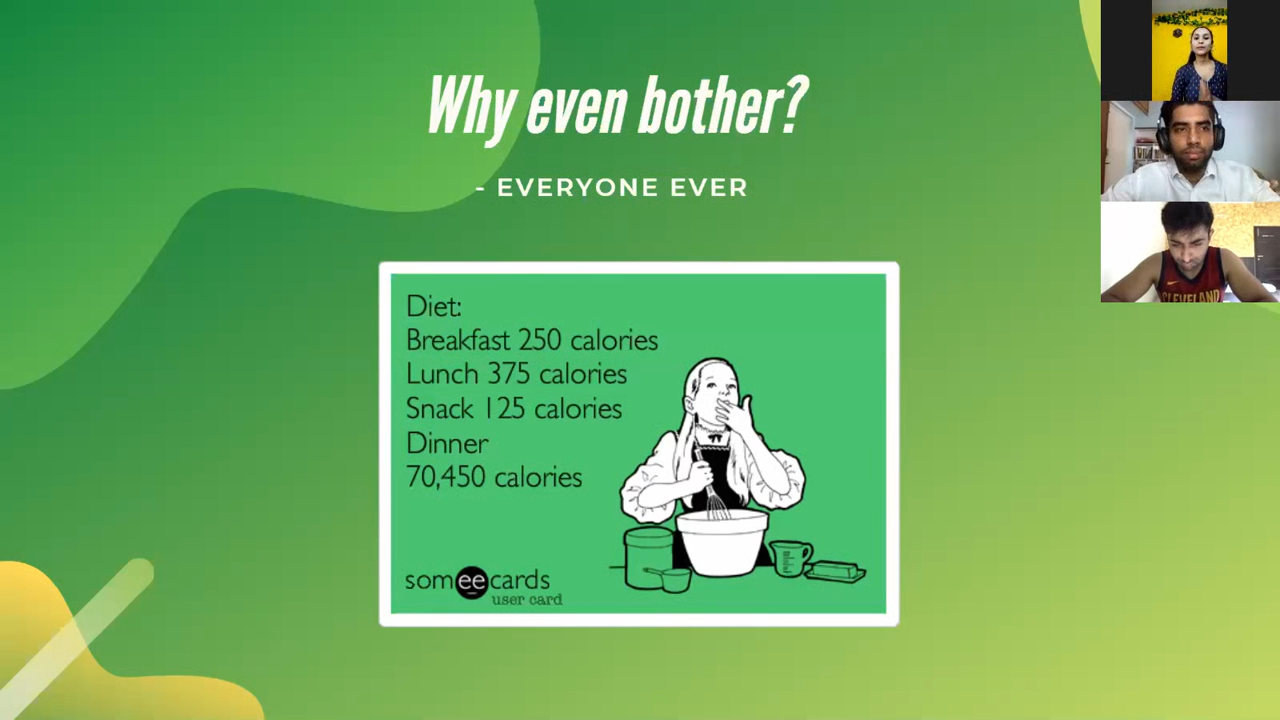 Why even bother?
- EVERYONE EVER
Diet:
Breakfast 250 calories
Lunch 375 calories
Snack 125 calories
Dinner
70,450 calories
someecards
user card
CLEVELAND